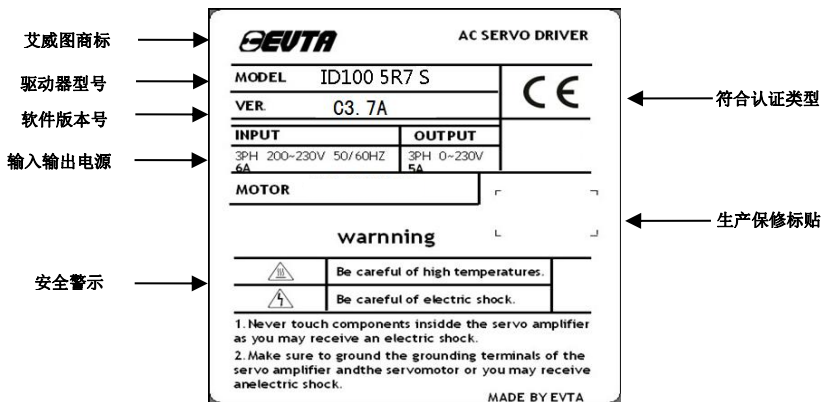 艾威图商标
EVTA
AC SERVO DRIVER
驱动器型号
MODEL ID100 5R7 S
CE
符合认证类型
软件版本号
VER. C3. 7A
INPUT OUTPUT
输入输出电源
3PH 200~230V 50/60HZ 3PH 0~230V
6A 5A
MOTOR
生产保修标贴
warnning
安全警示
Be careful of high temperatures.
Be careful of electric shock.
1.Never touch components insidde the servo amplifier
as you may receive an electric shock.
2.Make sure to ground the grounding terminals of the
servo amplifier andthe servomotor or you may receive
anelectric shock.
MADE BY EVTA